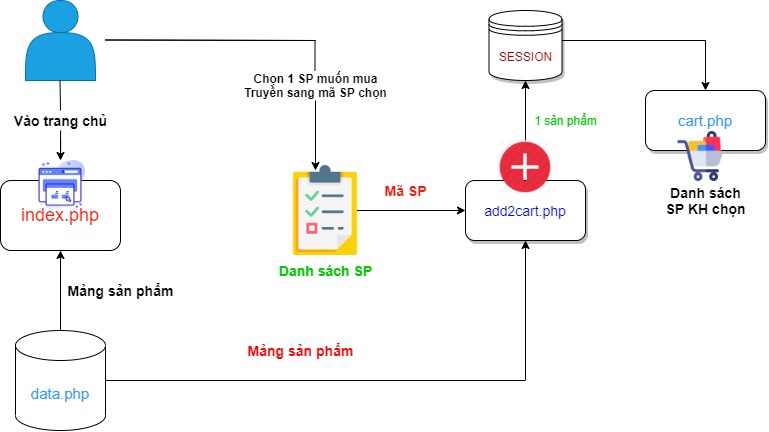 SESSION
Chọn 1 SP muốn mua
Truyền sang mã SP chọn
Vào trang chủ
1 sản phẩm
cart.php
index.php
Mã SP
add2cart.php
Danh sách
SP KH chọn
Danh sách SP
Mảng sản phẩm
Mảng sản phẩm
data.php